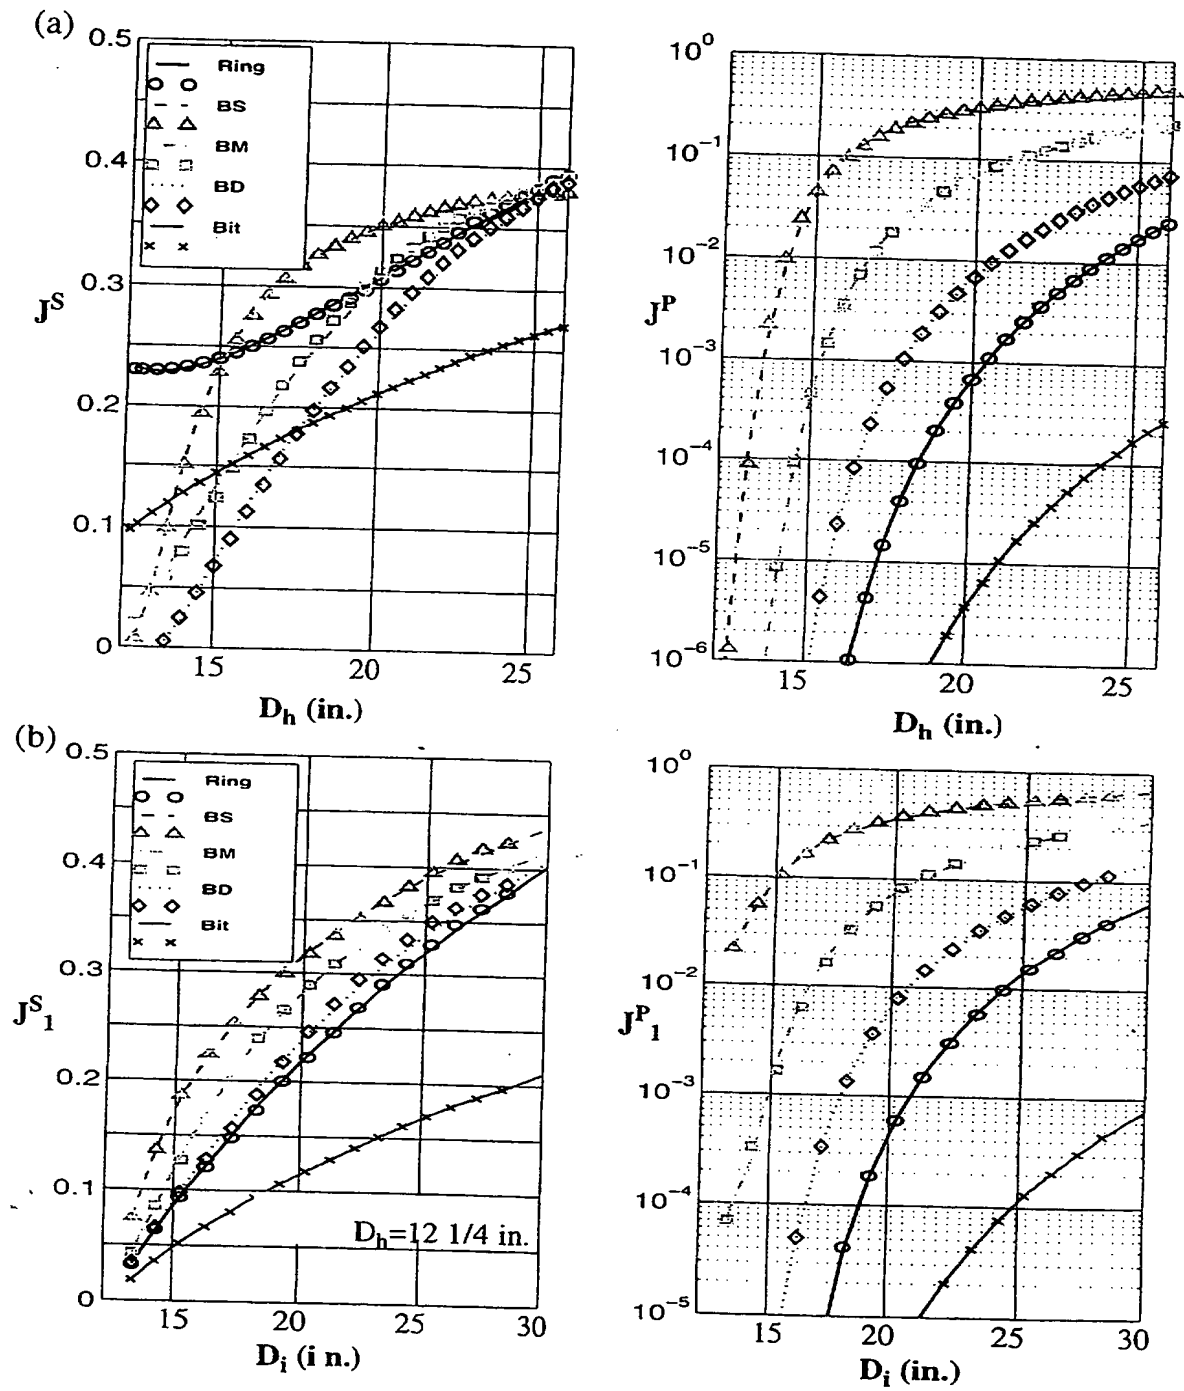 (a)
0.5
0.4
0.3
0.2
0.1
0
J^S
Ring
BS
BM
BD
Bit
15 20 25
D_h (in.)
10^0
10^-1
10^-2
10^-3
10^-4
10^-5
10^-6
J^P
15 20 25
D_h (in.)
(b)
0.5
0.4
0.3
0.2
0.1
0
J^S_1
Ring
BS
BM
BD
Bit
D_h=12 1/4 in.
15 20 25 30
D_i (i n.)
10^0
10^-1
10^-2
10^-3
10^-4
10^-5
J^P_1
15 20 25 30
D_i (in.)